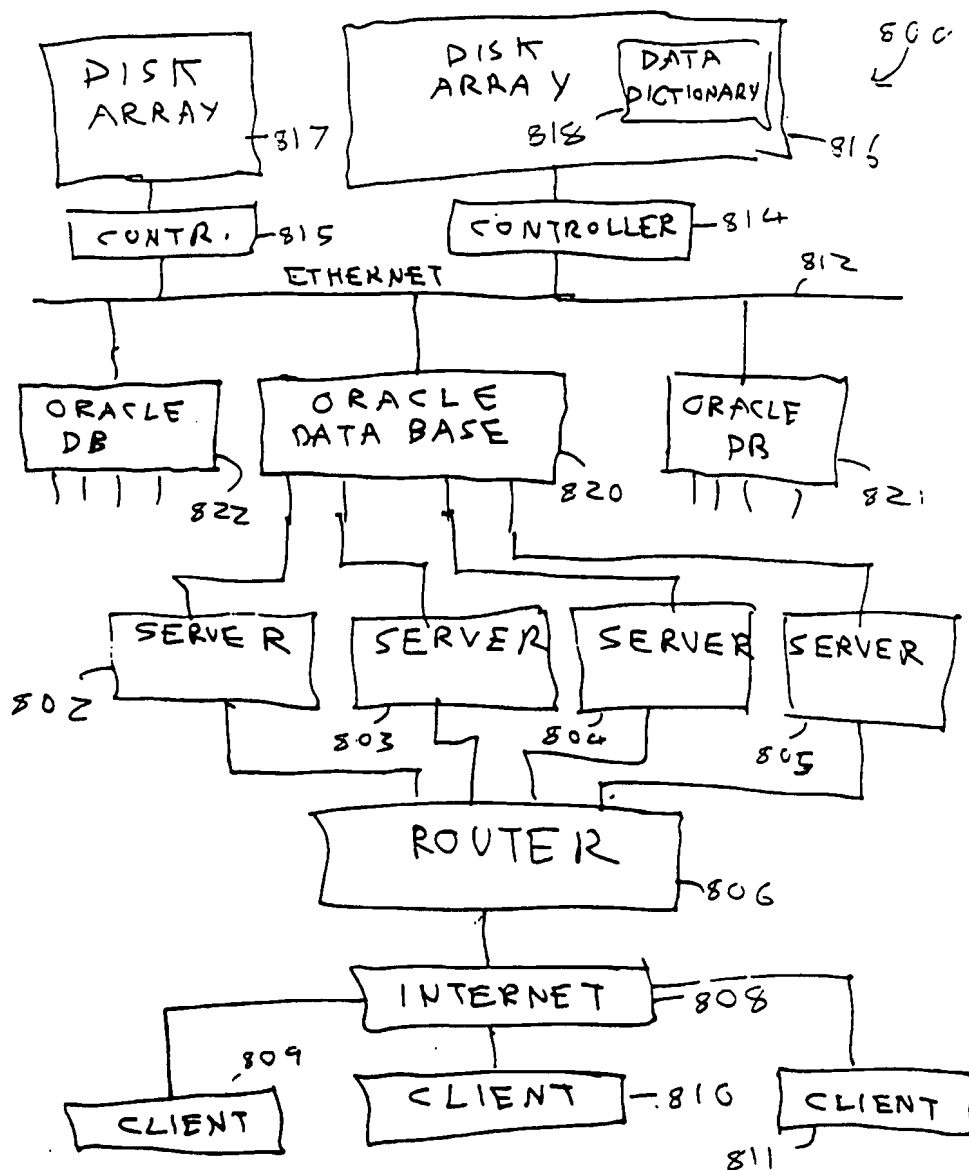 800
DISK
ARRAY
817
DISK
ARRAY
DATA
DICTIONARY
818
816
CONTR.
815
CONTROLLER
814
ETHERNET
812
ORACLE
DB
822
ORACLE
DATA BASE
820
ORACLE
DB
821
SERVER
802
SERVER
803
SERVER
804
SERVER
805
ROUTER
806
INTERNET
808
809
CLIENT
CLIENT
810
CLIENT
811